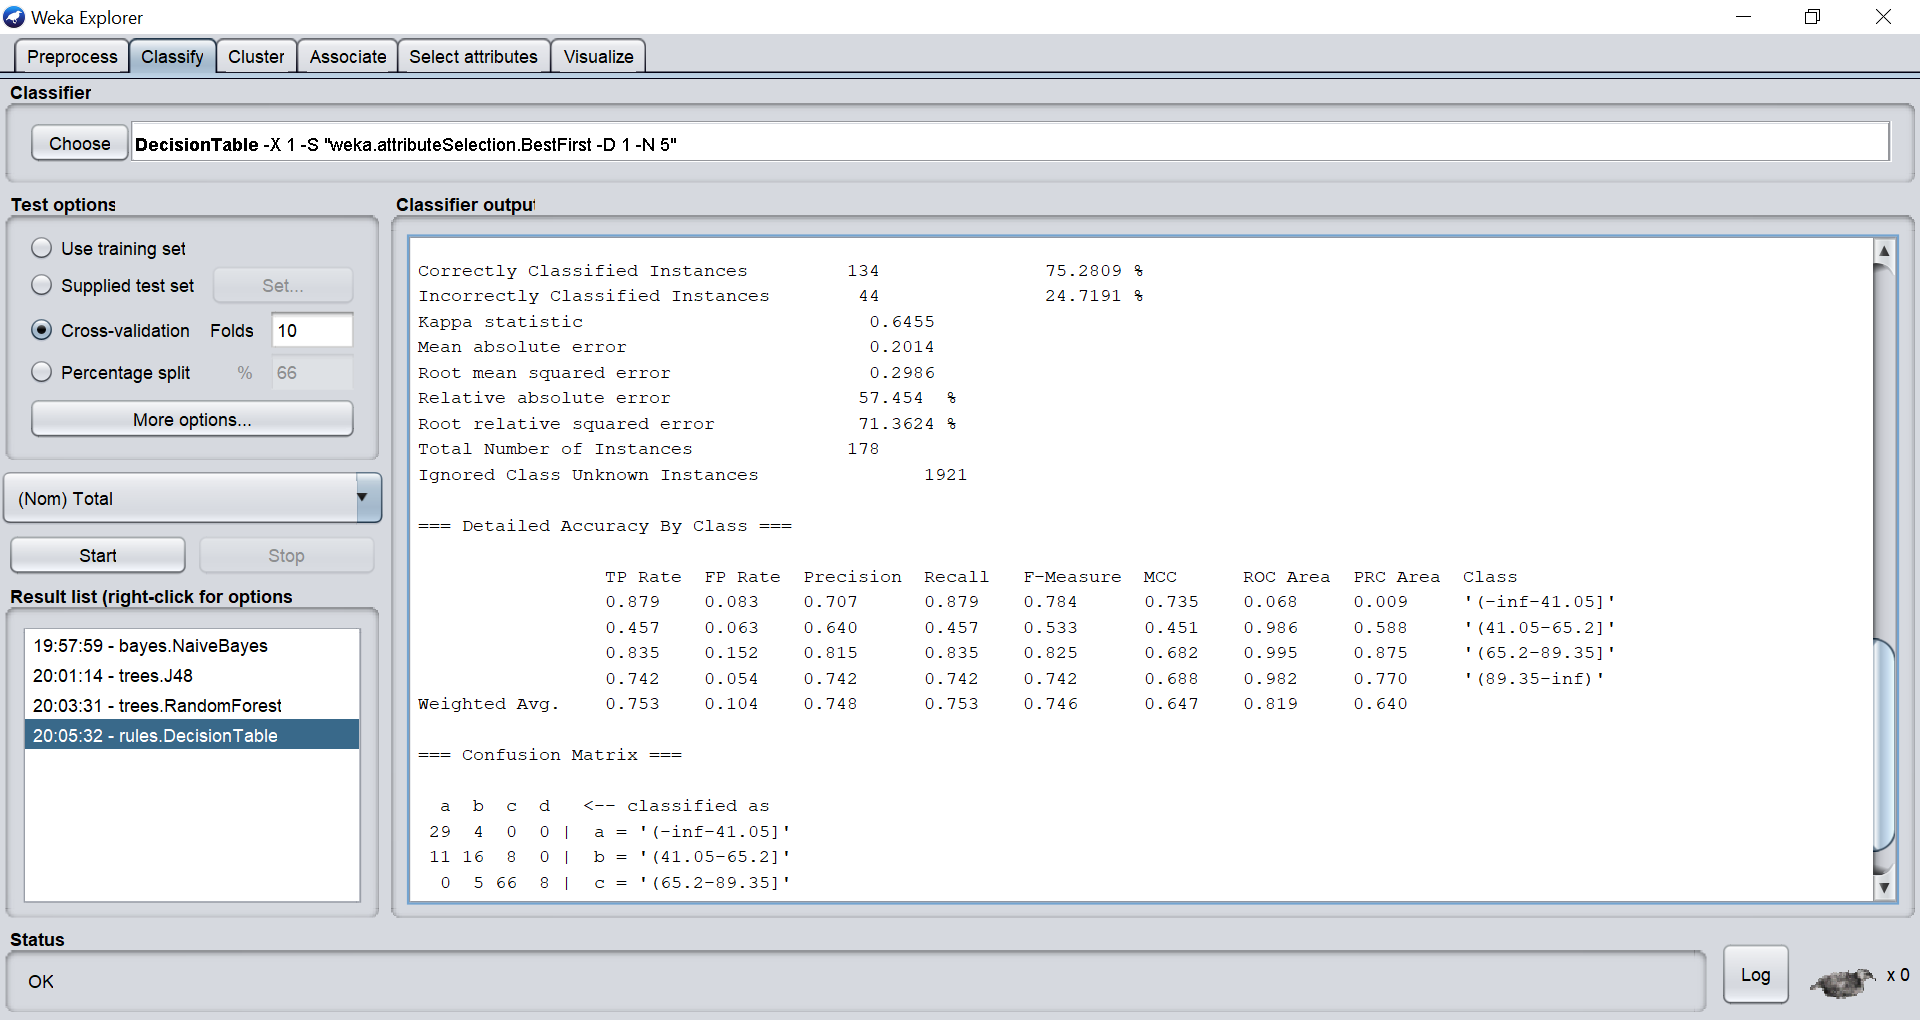 Weka Explorer
Preprocess Classify Cluster Associate Select attributes Visualize
Classifier
Choose DecisionTable -X 1 -S "weka.attributeSelection.BestFirst -D 1 -N 5"
Test options
Use training set
Supplied test set Set...
Cross-validation Folds 10
Percentage split % 66
More options...
(Nom) Total
Start Stop
Result list (right-click for options
19:57:59 - bayes.NaiveBayes
20:01:14 - trees.J48
20:03:31 - trees.RandomForest
20:05:32 - rules.DecisionTable
Classifier output
Correctly Classified Instances 134 75.2809 %
Incorrectly Classified Instances 44 24.7191 %
Kappa statistic 0.6455
Mean absolute error 0.2014
Root mean squared error 0.2986
Relative absolute error 57.454 %
Root relative squared error 71.3624 %
Total Number of Instances 178
Ignored Class Unknown Instances 1921
=== Detailed Accuracy By Class ===
TP Rate FP Rate Precision Recall F-Measure MCC ROC Area PRC Area Class
0.879 0.083 0.707 0.879 0.784 0.735 0.068 0.009 '(-inf-41.05]'
0.457 0.063 0.640 0.457 0.533 0.451 0.986 0.588 '(41.05-65.2]'
0.835 0.152 0.815 0.835 0.825 0.682 0.995 0.875 '(65.2-89.35]'
0.742 0.054 0.742 0.742 0.742 0.688 0.982 0.770 '(89.35-inf)'
Weighted Avg. 0.753 0.104 0.748 0.753 0.746 0.647 0.819 0.640
=== Confusion Matrix ===
a b c d <-- classified as
29 4 0 0 | a = '(-inf-41.05]'
11 16 8 0 | b = '(41.05-65.2]'
0 5 66 8 | c = '(65.2-89.35]'
Status
OK
Log x 0